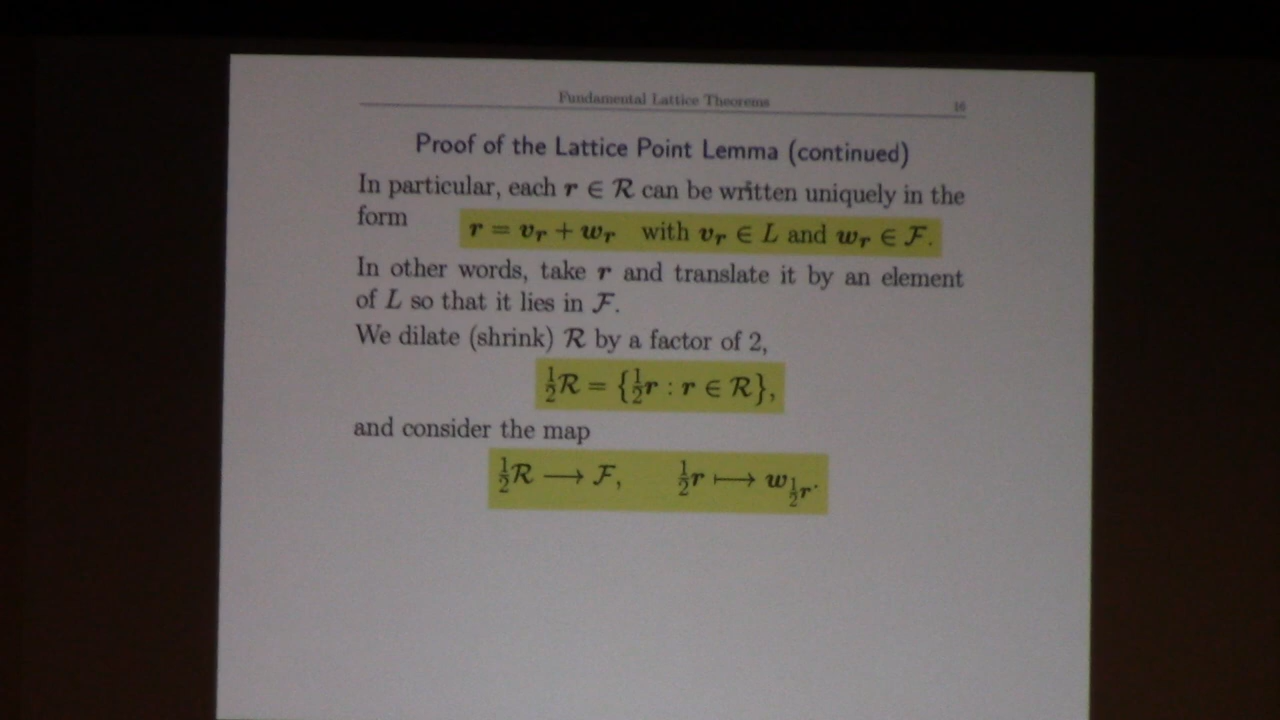 Fundamental Lattice Theorems 16
Proof of the Lattice Point Lemma (continued)
In particular, each r ∈ ℛ can be written uniquely in the
form
r = v_r + w_r with v_r ∈ L and w_r ∈ ℱ.
In other words, take r and translate it by an element
of L so that it lies in ℱ.
We dilate (shrink) ℛ by a factor of 2,
½ℛ = {½r : r ∈ ℛ},
and consider the map
½ℛ ⟶ ℱ, ½r ⟼ w_{½r}.